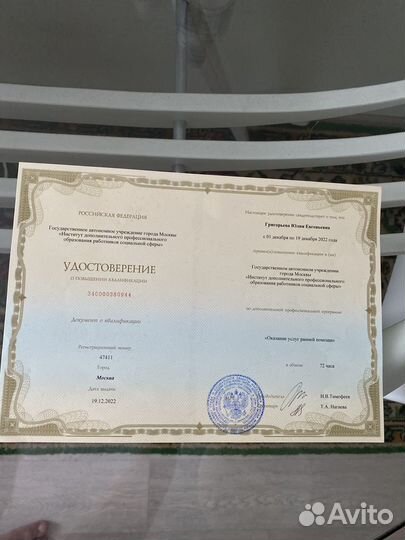 РОССИЙСКАЯ ФЕДЕРАЦИЯ
Государственное автономное учреждение города Москвы
«Институт дополнительного профессионального
образования работников социальной сферы»
УДОСТОВЕРЕНИЕ
О ПОВЫШЕНИИ КВАЛИФИКАЦИИ
340000380944
Документ о квалификации
Регистрационный номер
47411
Город
Москва
Дата выдачи
19.12.2022
Настоящее удостоверение свидетельствует о том, что
Григорьева Юлия Евгеньевна
с 01 декабря по 19 декабря 2022 года
повышение квалификации в (на)
Государственном автономном учреждении
города Москвы
«Институт дополнительного профессионального
образования работников социальной сферы»
по дополнительной профессиональной программе
«Оказание услуг ранней помощи»
в объеме 72 часа
Н.В. Тимофеев
Т.А. Нагаева
Avito